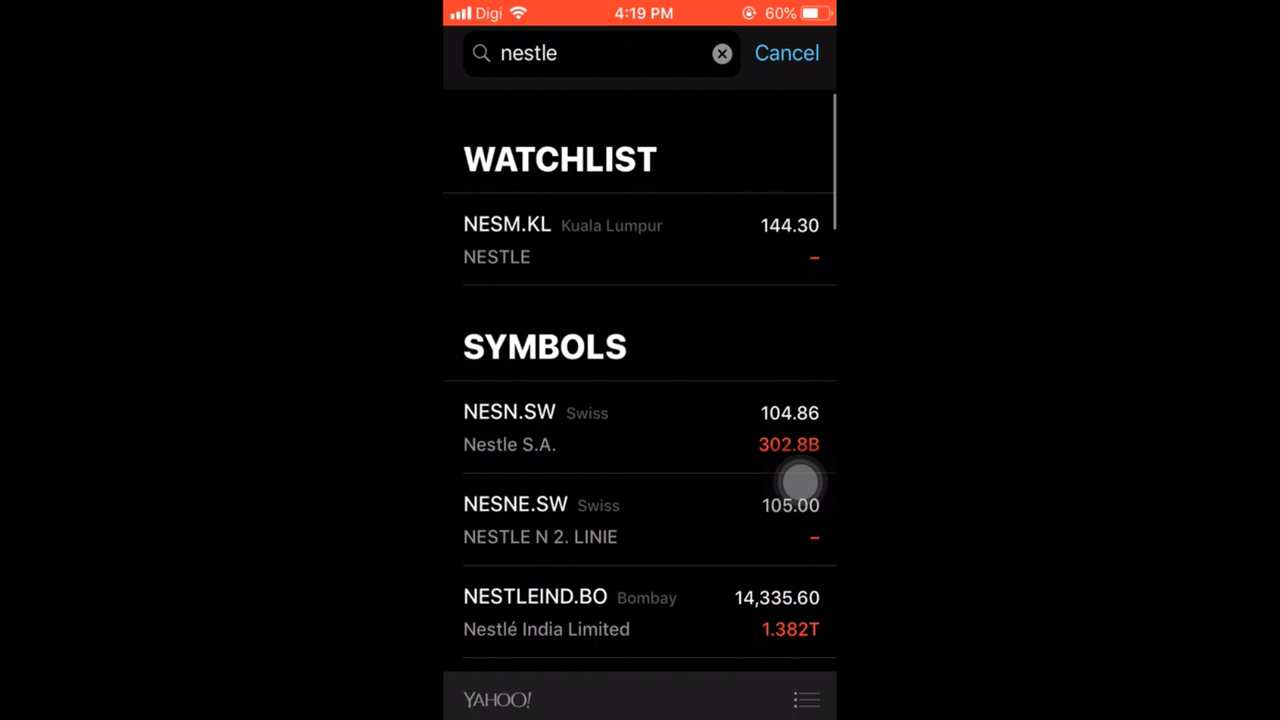 Digi 4:19 PM 60%
nestle Cancel
WATCHLIST
NESM.KL Kuala Lumpur 144.30
NESTLE –
SYMBOLS
NESN.SW Swiss 104.86
Nestle S.A. 302.8B
NESNE.SW Swiss 105.00
NESTLE N 2. LINIE –
NESTLEIND.BO Bombay 14,335.60
Nestlé India Limited 1.382T
YAHOO!